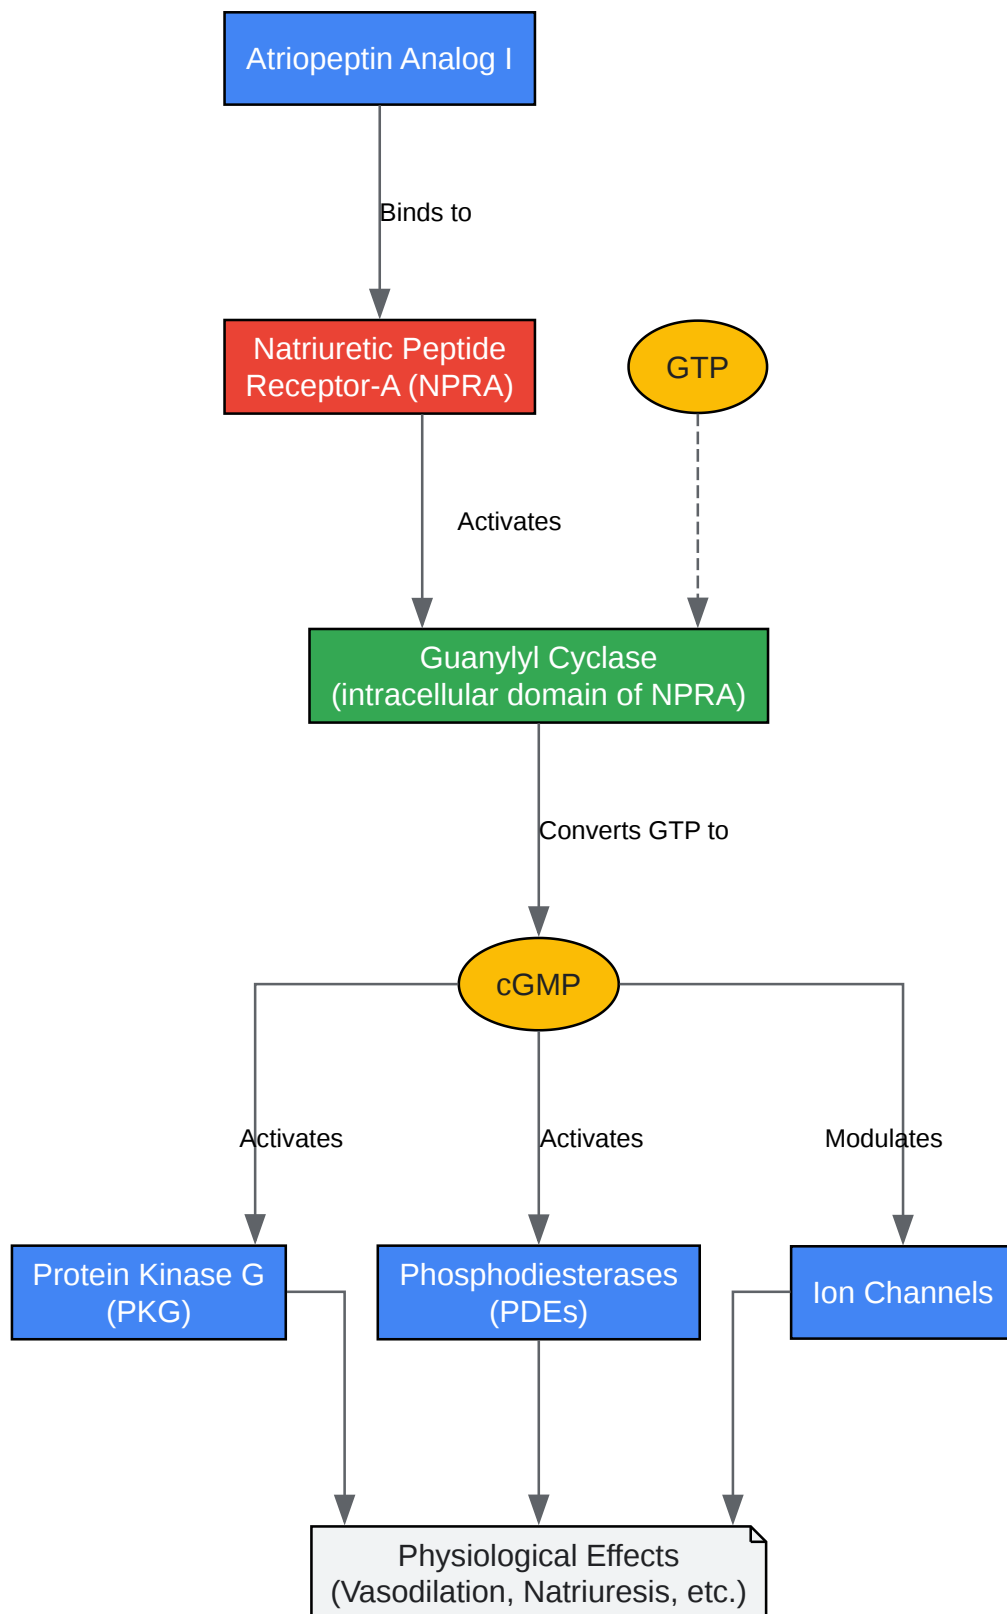 Atriopeptin Analog I
Binds to
Natriuretic Peptide
Receptor-A (NPRA)
GTP
Activates
Guanylyl Cyclase
(intracellular domain of NPRA)
Converts GTP to
cGMP
Activates
Activates
Modulates
Protein Kinase G
(PKG)
Phosphodiesterases
(PDEs)
Ion Channels
Physiological Effects
(Vasodilation, Natriuresis, etc.)